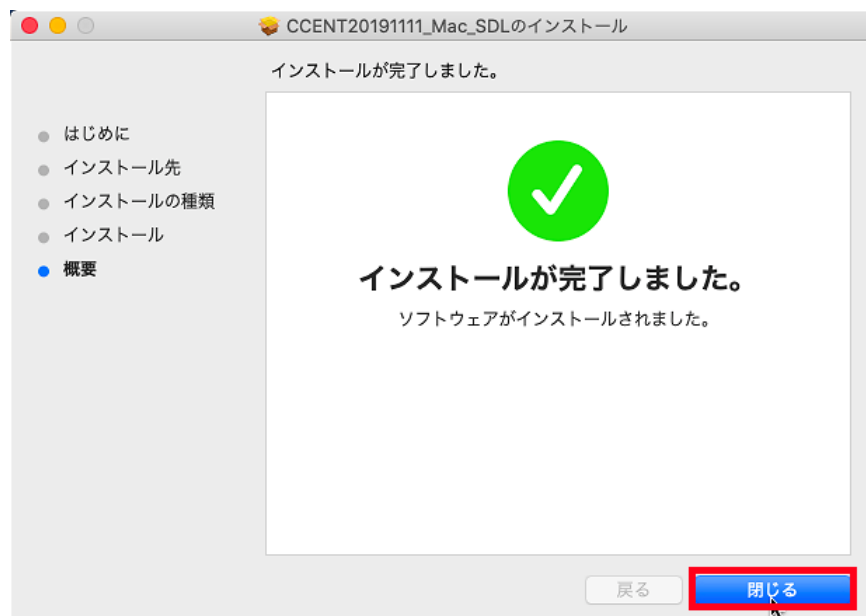 CCENT20191111_Mac_SDLのインストール
インストールが完了しました。
はじめに
インストール先
インストールの種類
インストール
概要
インストールが完了しました。
ソフトウェアがインストールされました。
戻る
閉じる